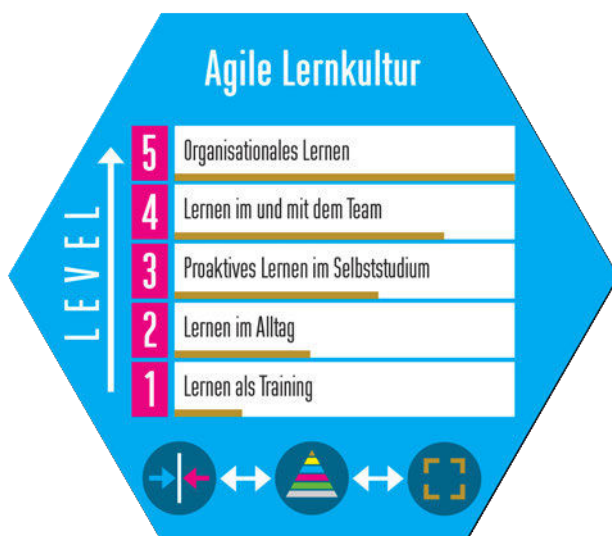 Agile Lernkultur
LEVEL
5 Organisationales Lernen
4 Lernen im und mit dem Team
3 Proaktives Lernen im Selbststudium
2 Lernen im Alltag
1 Lernen als Training